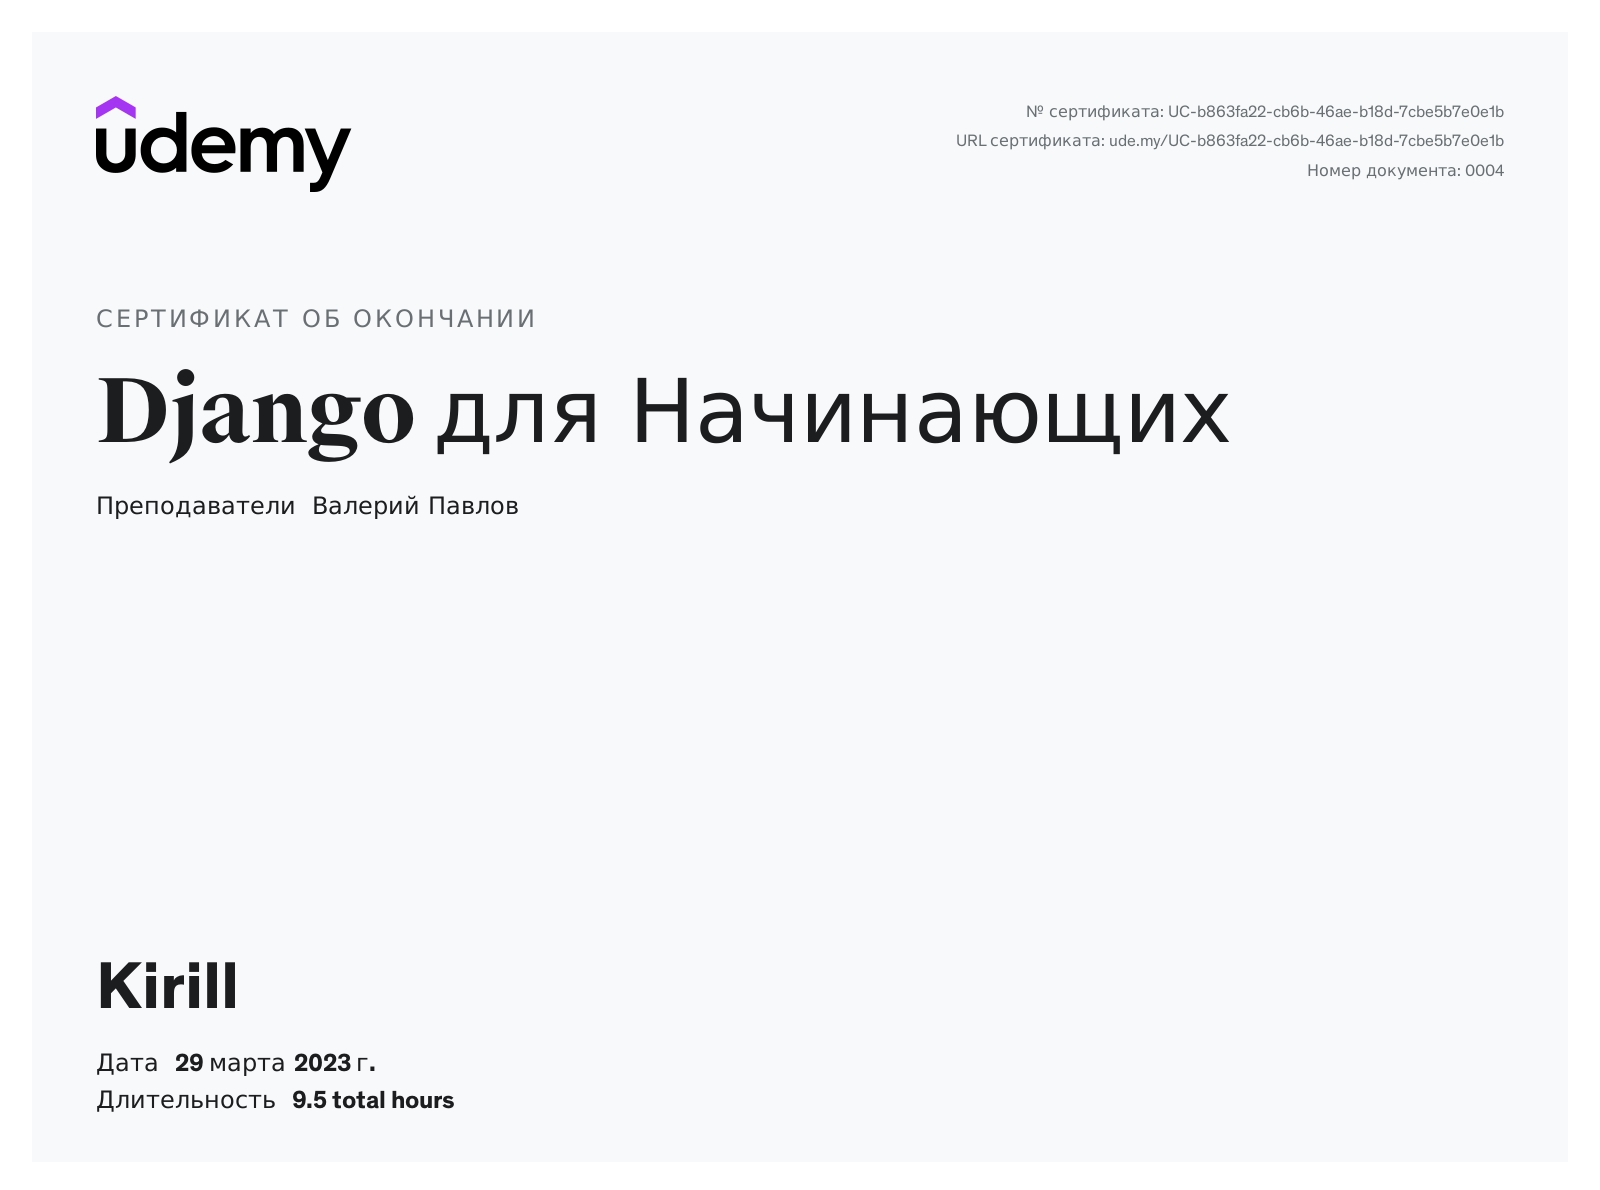 udemy
№ сертификата: UC-b863fa22-cb6b-46ae-b18d-7cbe5b7e0e1b
URL сертификата: ude.my/UC-b863fa22-cb6b-46ae-b18d-7cbe5b7e0e1b
Номер документа: 0004
СЕРТИФИКАТ ОБ ОКОНЧАНИИ
Django для Начинающих
Преподаватели Валерий Павлов
Kirill
Дата 29 марта 2023 г.
Длительность 9.5 total hours